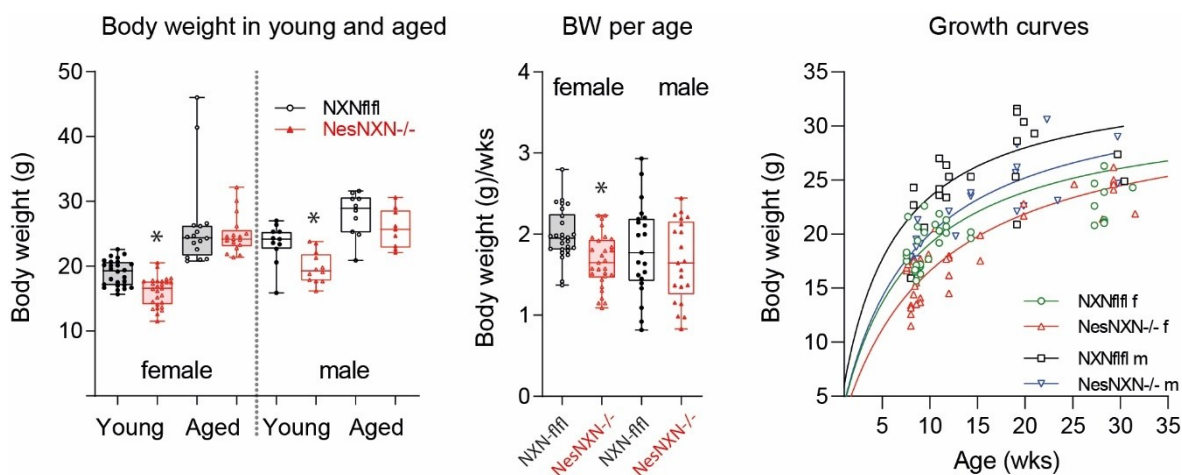 Body weight in young and aged
Body weight (g)
50
40
30
20
10
NXNflfl
NesNXN-/-
*
*
female
male
Young
Aged
Young
Aged
BW per age
Body weight (g)/wks
4
3
2
1
0
female
male
*
NXN-flfl
NesNXN-/-
NXN-flfl
NesNXN-/-
Growth curves
Body weight (g)
35
30
25
20
15
10
5
NXNflfl f
NesNXN-/- f
NXNflfl m
NesNXN-/- m
5
10
15
20
25
30
35
Age (wks)